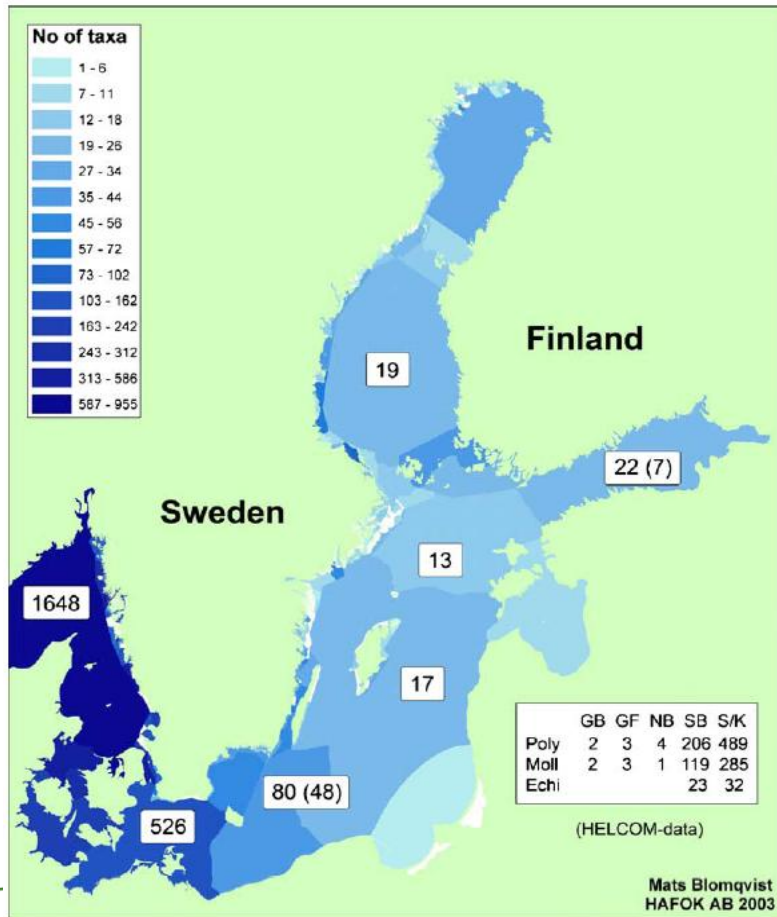 No of taxa
1 - 6
7 - 11
12 - 18
19 - 26
27 - 34
35 - 44
45 - 56
57 - 72
73 - 102
103 - 162
163 - 242
243 - 312
313 - 586
587 - 955
Finland
19
22 (7)
Sweden
13
1648
17
GB GF NB SB S/K
Poly 2 3 4 206 489
Moll 2 3 1 119 285
Echi 23 32
80 (48)
526
(HELCOM-data)
Mats Blomqvist
HAFOK AB 2003